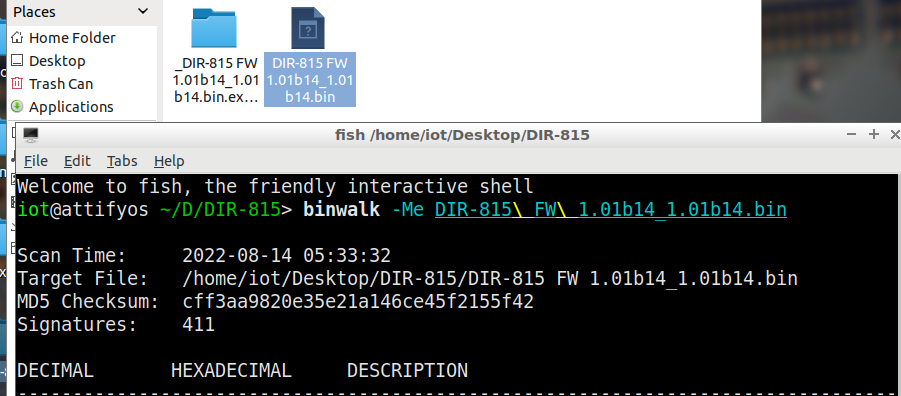 Places
Home Folder
Desktop
Trash Can
Applications
_DIR-815 FW
1.01b14_1.01
b14.bin.ex...
DIR-815 FW
1.01b14_1.01
b14.bin
fish /home/iot/Desktop/DIR-815
File Edit Tabs Help
Welcome to fish, the friendly interactive shell
iot@attifyos ~/D/DIR-815> binwalk -Me DIR-815\ FW\ 1.01b14_1.01b14.bin
Scan Time: 2022-08-14 05:33:32
Target File: /home/iot/Desktop/DIR-815/DIR-815 FW 1.01b14_1.01b14.bin
MD5 Checksum: cff3aa9820e35e21a146ce45f2155f42
Signatures: 411
DECIMAL HEXADECIMAL DESCRIPTION
--------------------------------------------------------------------------------